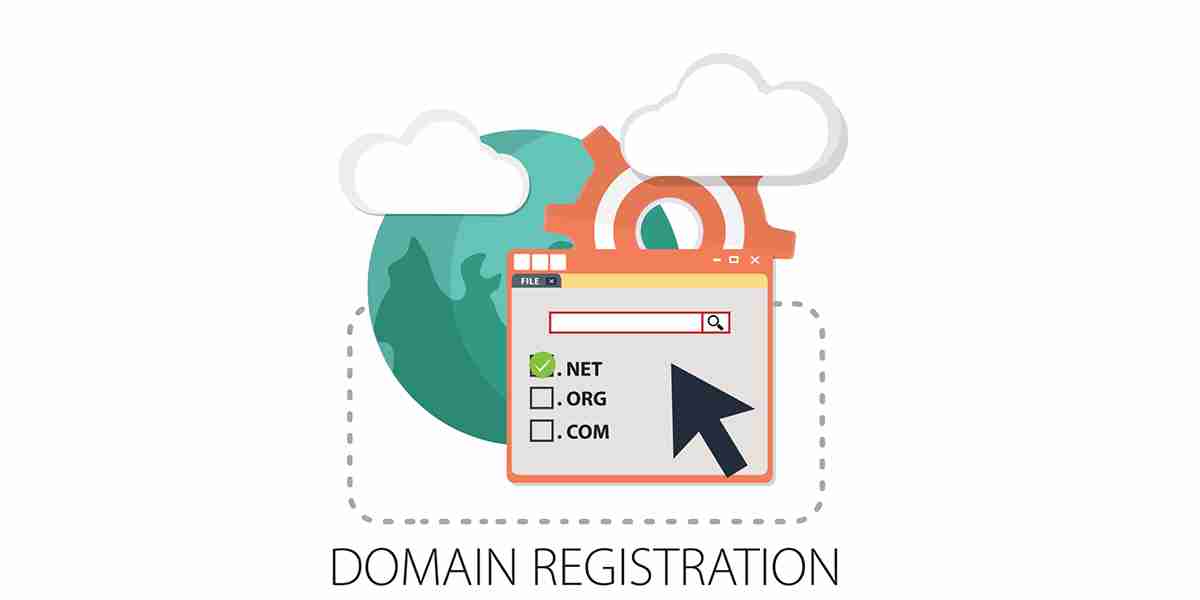 FILE
. NET
. ORG
. COM
DOMAIN REGISTRATION